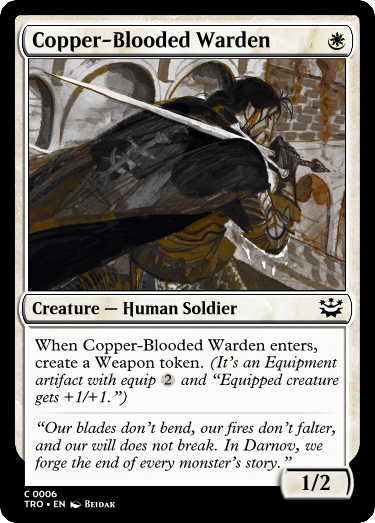 Copper-Blooded Warden
Creature — Human Soldier
When Copper-Blooded Warden enters,
create a Weapon token. (It's an Equipment
artifact with equip 2 and “Equipped creature
gets +1/+1.”)
“Our blades don't bend, our fires don't falter,
and our will does not break. In Darnov, we
forge the end of every monster's story.”
1/2
C 0006
TRO • EN Beidak